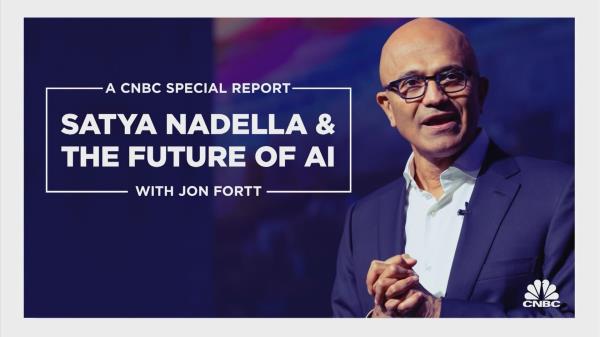 A CNBC SPECIAL REPORT
SATYA NADELLA &
THE FUTURE OF AI
WITH JON FORTT
CNBC